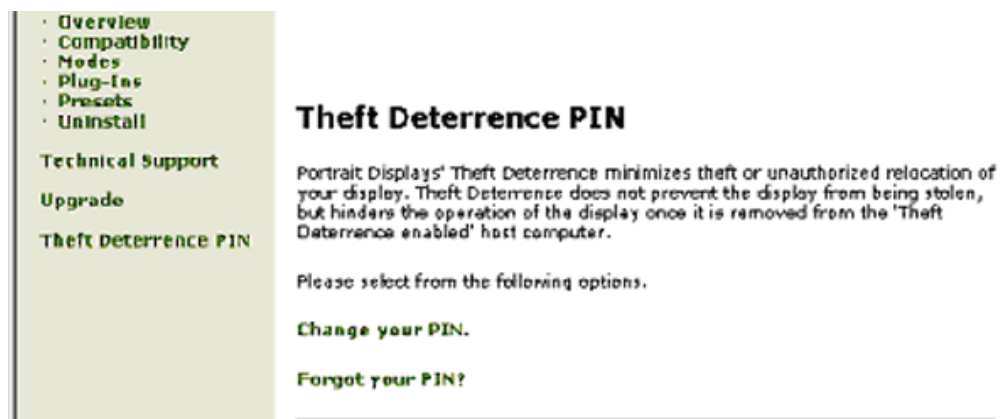 · Overview
· Compatibility
· Modes
· Plug-Ins
· Presets
· Uninstall
Technical Support
Upgrade
Theft Deterrence PIN
Theft Deterrence PIN
Portrait Displays' Theft Deterrence minimizes theft or unauthorized relocation of
your display. Theft Deterrence does not prevent the display from being stolen,
but hinders the operation of the display once it is removed from the 'Theft
Deterrence enabled' host computer.
Please select from the following options.
Change your PIN.
Forgot your PIN?